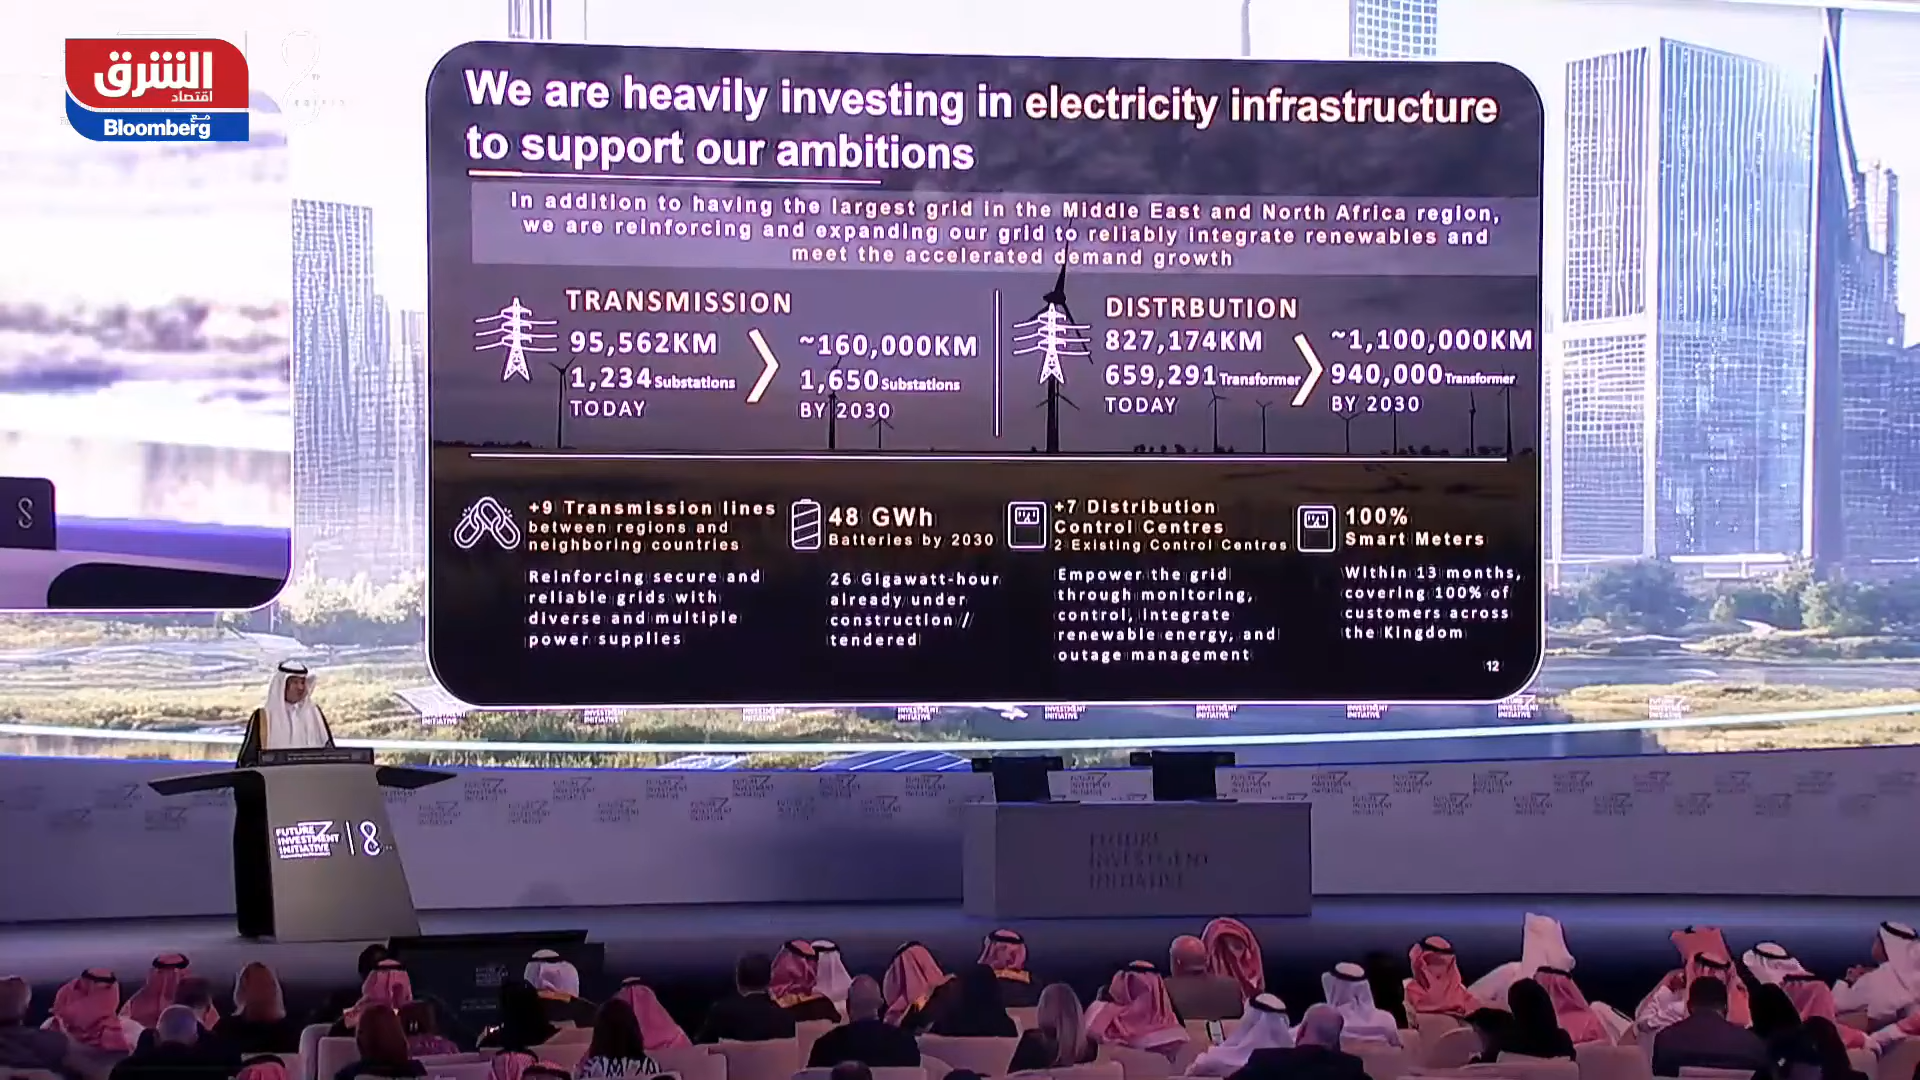 الشرق
اقتصاد
مع
Bloomberg
We are heavily investing in electricity infrastructure
to support our ambitions
In addition to having the largest grid in the Middle East and North Africa region,
we are reinforcing and expanding our grid to reliably integrate renewables and
meet the accelerated demand growth
TRANSMISSION
95,562KM
1,234 Substations
TODAY
~160,000KM
1,650 Substations
BY 2030
DISTRBUTION
827,174KM
659,291 Transformer
TODAY
~1,100,000KM
940,000 Transformer
BY 2030
+9 Transmission lines
between regions and
neighboring countries
Reinforcing secure and
reliable grids with
diverse and multiple
power supplies
48 GWh
Batteries by 2030
26 Gigawatt-hour
already under
construction /
tendered
+7 Distribution
Control Centres
2 Existing Control Centres
Empower the grid
through monitoring,
control, integrate
renewable energy, and
outage management
100%
Smart Meters
Within 13 months,
covering 100% of
customers across
the Kingdom
12
FUTURE
INVESTMENT
INITIATIVE
8
FUTURE
INVESTMENT
INITIATIVE